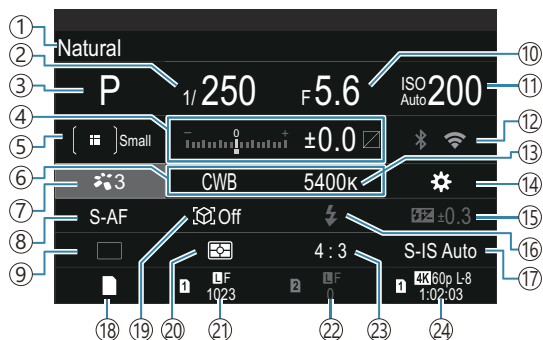 ① Natural
② ⑩
③ P 1/250 F5.6 ISO Auto 200 ⑪
④ − 0 + ±0.0 ⑫
⑤ Small
⑥ CWB 5400K ⑬
⑦ 3 ⑭
⑧ S-AF Off ±0.3 ⑮
⑨ 4 : 3 S-IS Auto ⑯
⑰
1 LF 2 LF 1 4K 60p L-8
1023 0 1:02:03
⑱ ⑲ ⑳ ㉑ ㉒ ㉓ ㉔